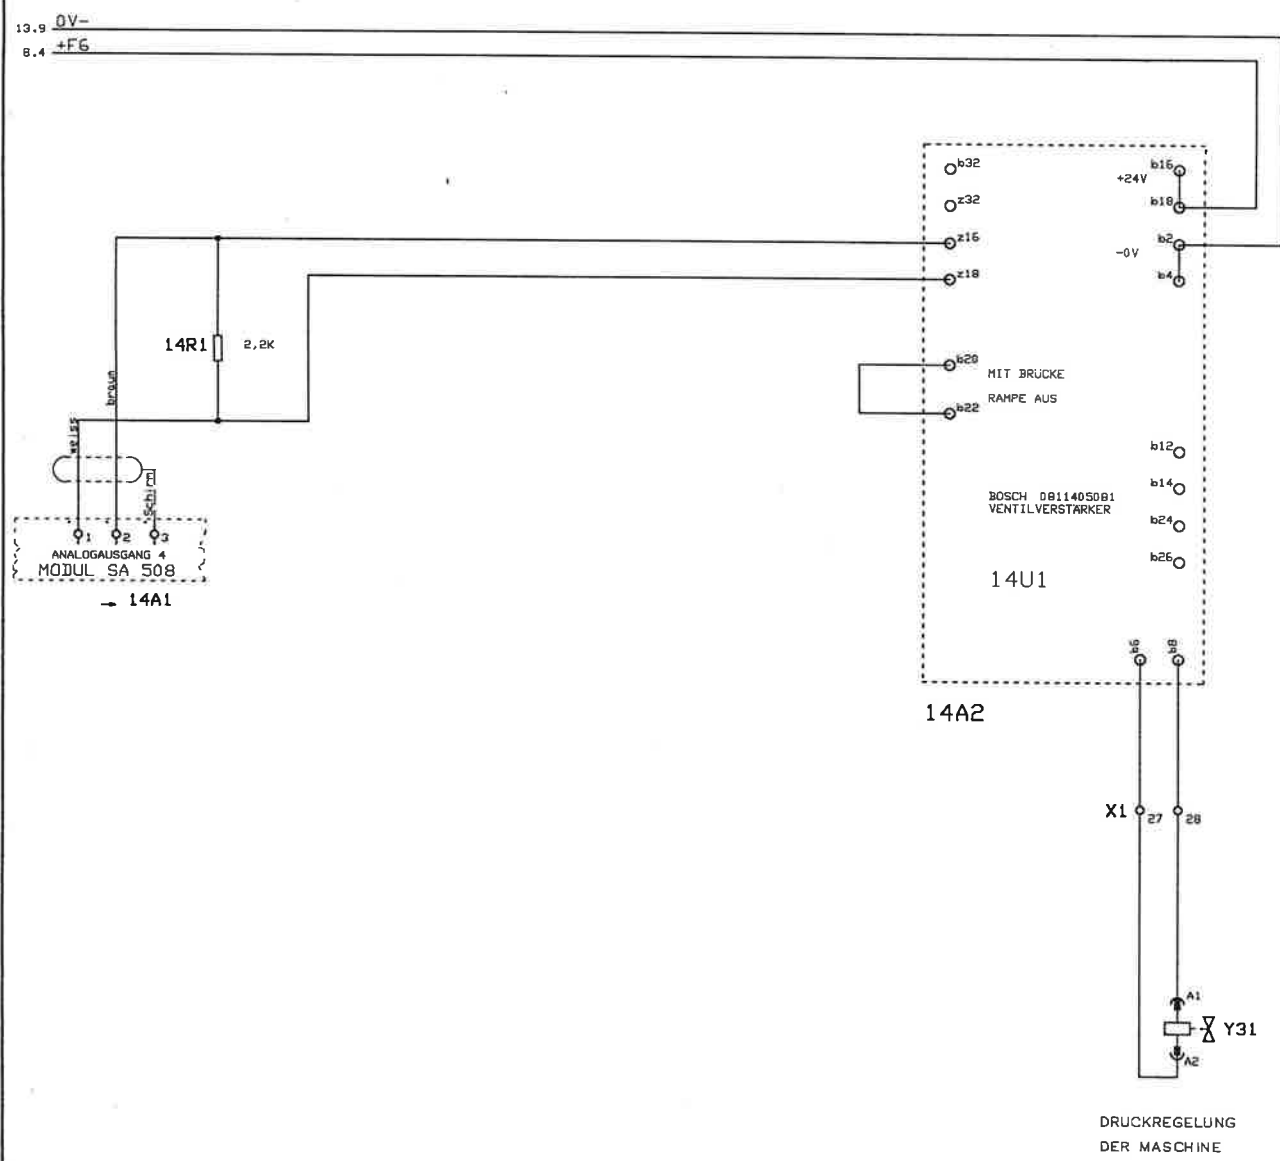 13.9 0V-
8.4 +F6
b32
z32
z16
z18
b16
+24V
b18
b2
-0V
b4
14R1 2,2K
braun
weiss
Schirm
b20
MIT BRÜCKE
RAMPE AUS
b22
b12
b14
b24
b26
BOSCH 0811405081
VENTILVERSTÄRKER
14U1
1 2 3
ANALOGAUSGANG 4
MODUL SA 508
→ 14A1
b6 b8
14A2
X1 27 28
A1
Y31
A2
DRUCKREGELUNG
DER MASCHINE